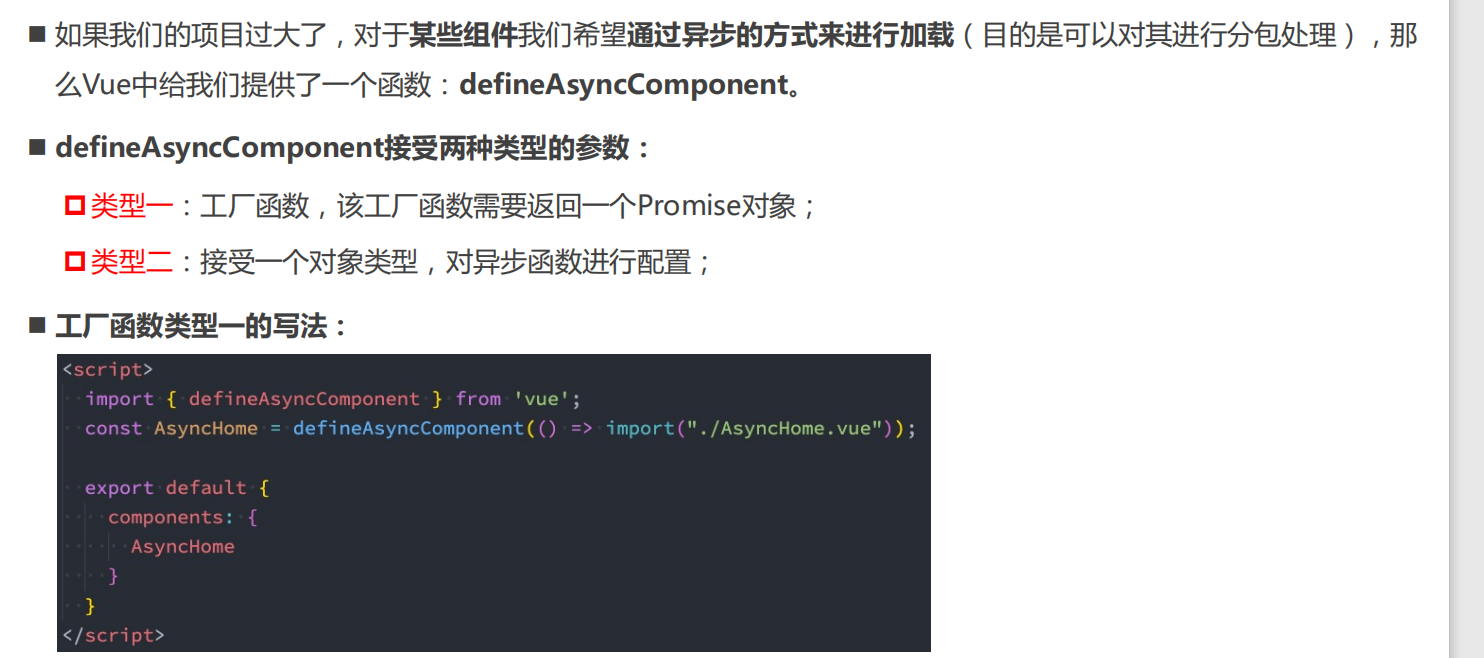 ■ 如果我们的项目过大了，对于某些组件我们希望通过异步的方式来进行加载（目的是可以对其进行分包处理），那
么Vue中给我们提供了一个函数：defineAsyncComponent。
■ defineAsyncComponent接受两种类型的参数：
类型一：工厂函数，该工厂函数需要返回一个Promise对象；
类型二：接受一个对象类型，对异步函数进行配置；
■ 工厂函数类型一的写法：
<script>
  import { defineAsyncComponent } from 'vue';
  const AsyncHome = defineAsyncComponent(() => import("./AsyncHome.vue"));

  export default {
    components: {
      AsyncHome
    }
  }
</script>